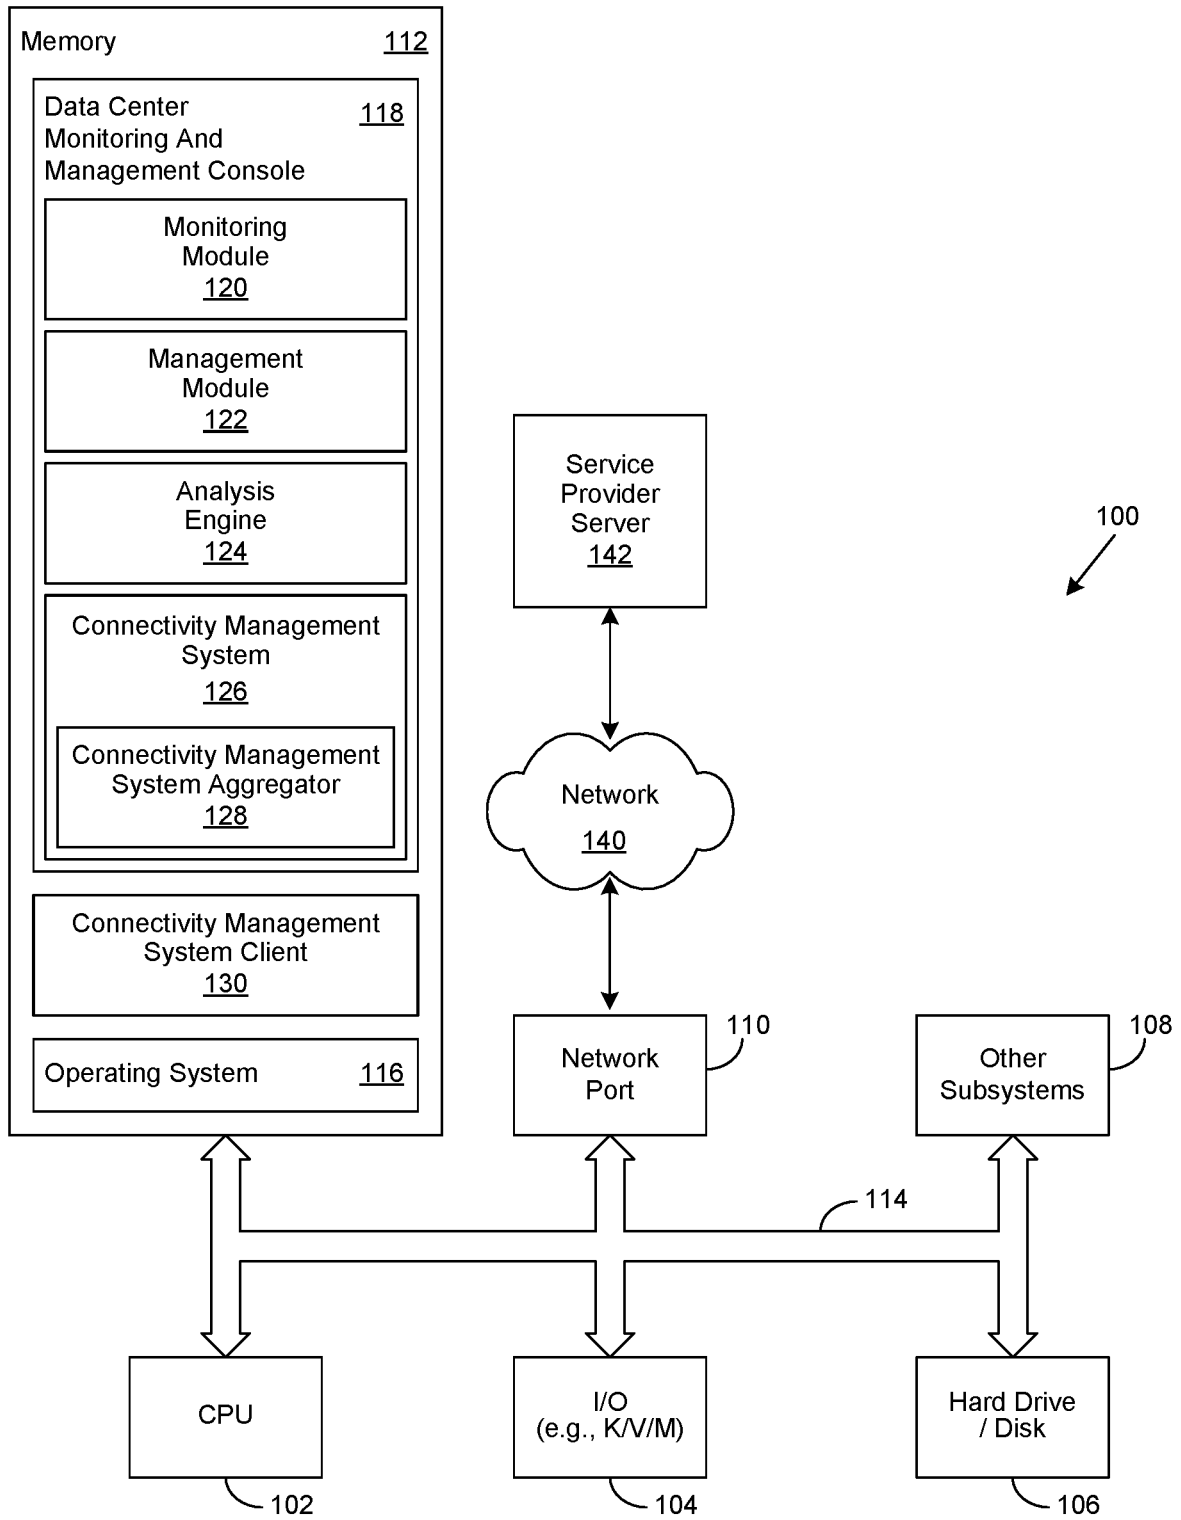 Memory 112
Data Center 118
Monitoring And
Management Console
Monitoring
Module
120
Management
Module
122
Analysis
Engine
124
Connectivity Management
System
126
Connectivity Management
System Aggregator
128
Connectivity Management
System Client
130
Operating System 116
Service
Provider
Server
142
100
Network
140
Network
Port
110
Other
Subsystems
108
114
CPU
102
I/O
(e.g., K/V/M)
104
Hard Drive
/ Disk
106